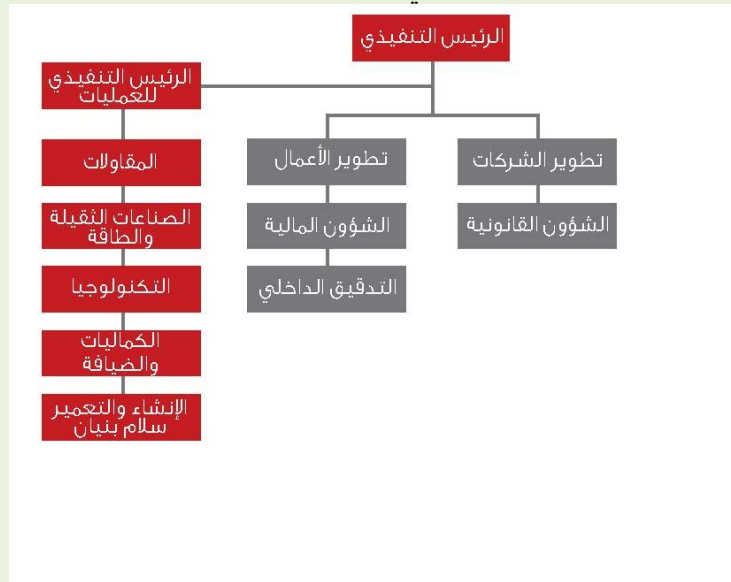 الرئيس التنفيذي
الرئيس التنفيذي
للعمليات
تطوير الشركات
تطوير الأعمال
المقاولات
الشؤون القانونية
الشؤون المالية
الصناعات الثقيلة
والطاقة
التدقيق الداخلي
التكنولوجيا
الكماليات
والضيافة
الإنشاء والتعمير
سلام بنيان